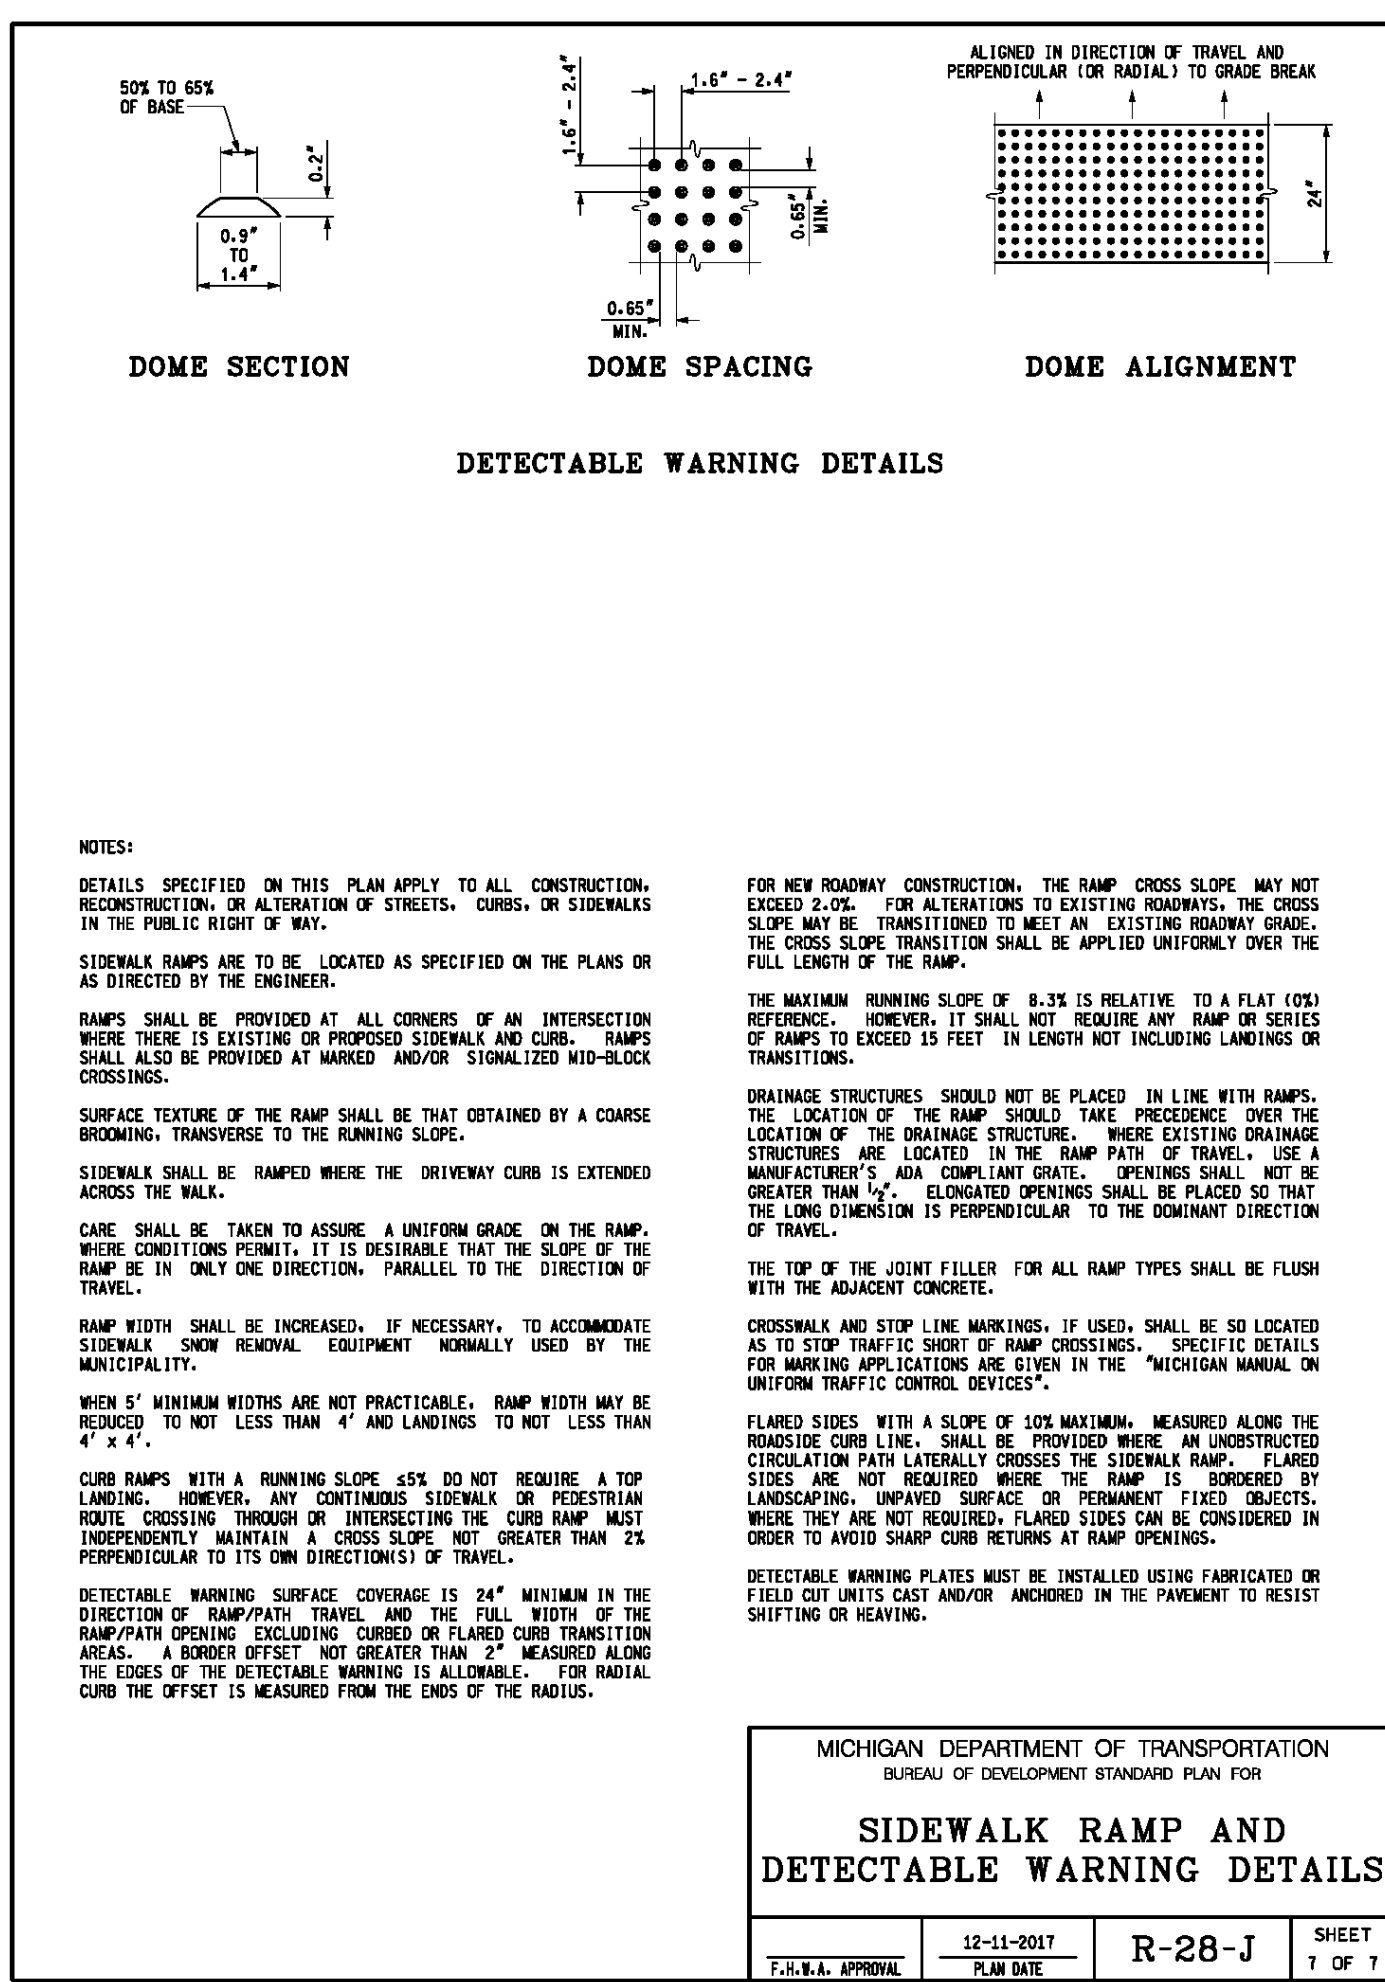 50% TO 65%
OF BASE
0.2"
0.9"
TO
1.4"
DOME SECTION
1.6" - 2.4"
1.6" - 2.4"
0.65"
MIN.
0.65"
MIN.
DOME SPACING
ALIGNED IN DIRECTION OF TRAVEL AND
PERPENDICULAR (OR RADIAL) TO GRADE BREAK
24"
DOME ALIGNMENT
DETECTABLE WARNING DETAILS
NOTES:
DETAILS SPECIFIED ON THIS PLAN APPLY TO ALL CONSTRUCTION,
RECONSTRUCTION, OR ALTERATION OF STREETS, CURBS, OR SIDEWALKS
IN THE PUBLIC RIGHT OF WAY.
SIDEWALK RAMPS ARE TO BE LOCATED AS SPECIFIED ON THE PLANS OR
AS DIRECTED BY THE ENGINEER.
RAMPS SHALL BE PROVIDED AT ALL CORNERS OF AN INTERSECTION
WHERE THERE IS EXISTING OR PROPOSED SIDEWALK AND CURB. RAMPS
SHALL ALSO BE PROVIDED AT MARKED AND/OR SIGNALIZED MID-BLOCK
CROSSINGS.
SURFACE TEXTURE OF THE RAMP SHALL BE THAT OBTAINED BY A COARSE
BROOMING, TRANSVERSE TO THE RUNNING SLOPE.
SIDEWALK SHALL BE RAMPED WHERE THE DRIVEWAY CURB IS EXTENDED
ACROSS THE WALK.
CARE SHALL BE TAKEN TO ASSURE A UNIFORM GRADE ON THE RAMP.
WHERE CONDITIONS PERMIT, IT IS DESIRABLE THAT THE SLOPE OF THE
RAMP BE IN ONLY ONE DIRECTION, PARALLEL TO THE DIRECTION OF
TRAVEL.
RAMP WIDTH SHALL BE INCREASED, IF NECESSARY, TO ACCOMMODATE
SIDEWALK SNOW REMOVAL EQUIPMENT NORMALLY USED BY THE
MUNICIPALITY.
WHEN 5' MINIMUM WIDTHS ARE NOT PRACTICABLE, RAMP WIDTH MAY BE
REDUCED TO NOT LESS THAN 4' AND LANDINGS TO NOT LESS THAN
4' x 4'.
CURB RAMPS WITH A RUNNING SLOPE ≤5% DO NOT REQUIRE A TOP
LANDING. HOWEVER, ANY CONTINUOUS SIDEWALK OR PEDESTRIAN
ROUTE CROSSING THROUGH OR INTERSECTING THE CURB RAMP MUST
INDEPENDENTLY MAINTAIN A CROSS SLOPE NOT GREATER THAN 2%
PERPENDICULAR TO ITS OWN DIRECTION(S) OF TRAVEL.
DETECTABLE WARNING SURFACE COVERAGE IS 24" MINIMUM IN THE
DIRECTION OF RAMP/PATH TRAVEL AND THE FULL WIDTH OF THE
RAMP/PATH OPENING EXCLUDING CURBED OR FLARED CURB TRANSITION
AREAS. A BORDER OFFSET NOT GREATER THAN 2" MEASURED ALONG
THE EDGES OF THE DETECTABLE WARNING IS ALLOWABLE. FOR RADIAL
CURB THE OFFSET IS MEASURED FROM THE ENDS OF THE RADIUS.
FOR NEW ROADWAY CONSTRUCTION, THE RAMP CROSS SLOPE MAY NOT
EXCEED 2.0%. FOR ALTERATIONS TO EXISTING ROADWAYS, THE CROSS
SLOPE MAY BE TRANSITIONED TO MEET AN EXISTING ROADWAY GRADE.
THE CROSS SLOPE TRANSITION SHALL BE APPLIED UNIFORMLY OVER THE
FULL LENGTH OF THE RAMP.
THE MAXIMUM RUNNING SLOPE OF 8.3% IS RELATIVE TO A FLAT (0%)
REFERENCE. HOWEVER, IT SHALL NOT REQUIRE ANY RAMP OR SERIES
OF RAMPS TO EXCEED 15 FEET IN LENGTH NOT INCLUDING LANDINGS OR
TRANSITIONS.
DRAINAGE STRUCTURES SHOULD NOT BE PLACED IN LINE WITH RAMPS.
THE LOCATION OF THE RAMP SHOULD TAKE PRECEDENCE OVER THE
LOCATION OF THE DRAINAGE STRUCTURE. WHERE EXISTING DRAINAGE
STRUCTURES ARE LOCATED IN THE RAMP PATH OF TRAVEL, USE A
MANUFACTURER'S ADA COMPLIANT GRATE. OPENINGS SHALL NOT BE
GREATER THAN 1/2". ELONGATED OPENINGS SHALL BE PLACED SO THAT
THE LONG DIMENSION IS PERPENDICULAR TO THE DOMINANT DIRECTION
OF TRAVEL.
THE TOP OF THE JOINT FILLER FOR ALL RAMP TYPES SHALL BE FLUSH
WITH THE ADJACENT CONCRETE.
CROSSWALK AND STOP LINE MARKINGS, IF USED, SHALL BE SO LOCATED
AS TO STOP TRAFFIC SHORT OF RAMP CROSSINGS. SPECIFIC DETAILS
FOR MARKING APPLICATIONS ARE GIVEN IN THE "MICHIGAN MANUAL ON
UNIFORM TRAFFIC CONTROL DEVICES".
FLARED SIDES WITH A SLOPE OF 10% MAXIMUM, MEASURED ALONG THE
ROADSIDE CURB LINE, SHALL BE PROVIDED WHERE AN UNOBSTRUCTED
CIRCULATION PATH LATERALLY CROSSES THE SIDEWALK RAMP. FLARED
SIDES ARE NOT REQUIRED WHERE THE RAMP IS BORDERED BY
LANDSCAPING, UNPAVED SURFACE OR PERMANENT FIXED OBJECTS.
WHERE THEY ARE NOT REQUIRED, FLARED SIDES CAN BE CONSIDERED IN
ORDER TO AVOID SHARP CURB RETURNS AT RAMP OPENINGS.
DETECTABLE WARNING PLATES MUST BE INSTALLED USING FABRICATED OR
FIELD CUT UNITS CAST AND/OR ANCHORED IN THE PAVEMENT TO RESIST
SHIFTING OR HEAVING.
MICHIGAN DEPARTMENT OF TRANSPORTATION
BUREAU OF DEVELOPMENT STANDARD PLAN FOR
SIDEWALK RAMP AND
DETECTABLE WARNING DETAILS
F.H.W.A. APPROVAL
12-11-2017
PLAN DATE
R-28-J
SHEET
7 OF 7